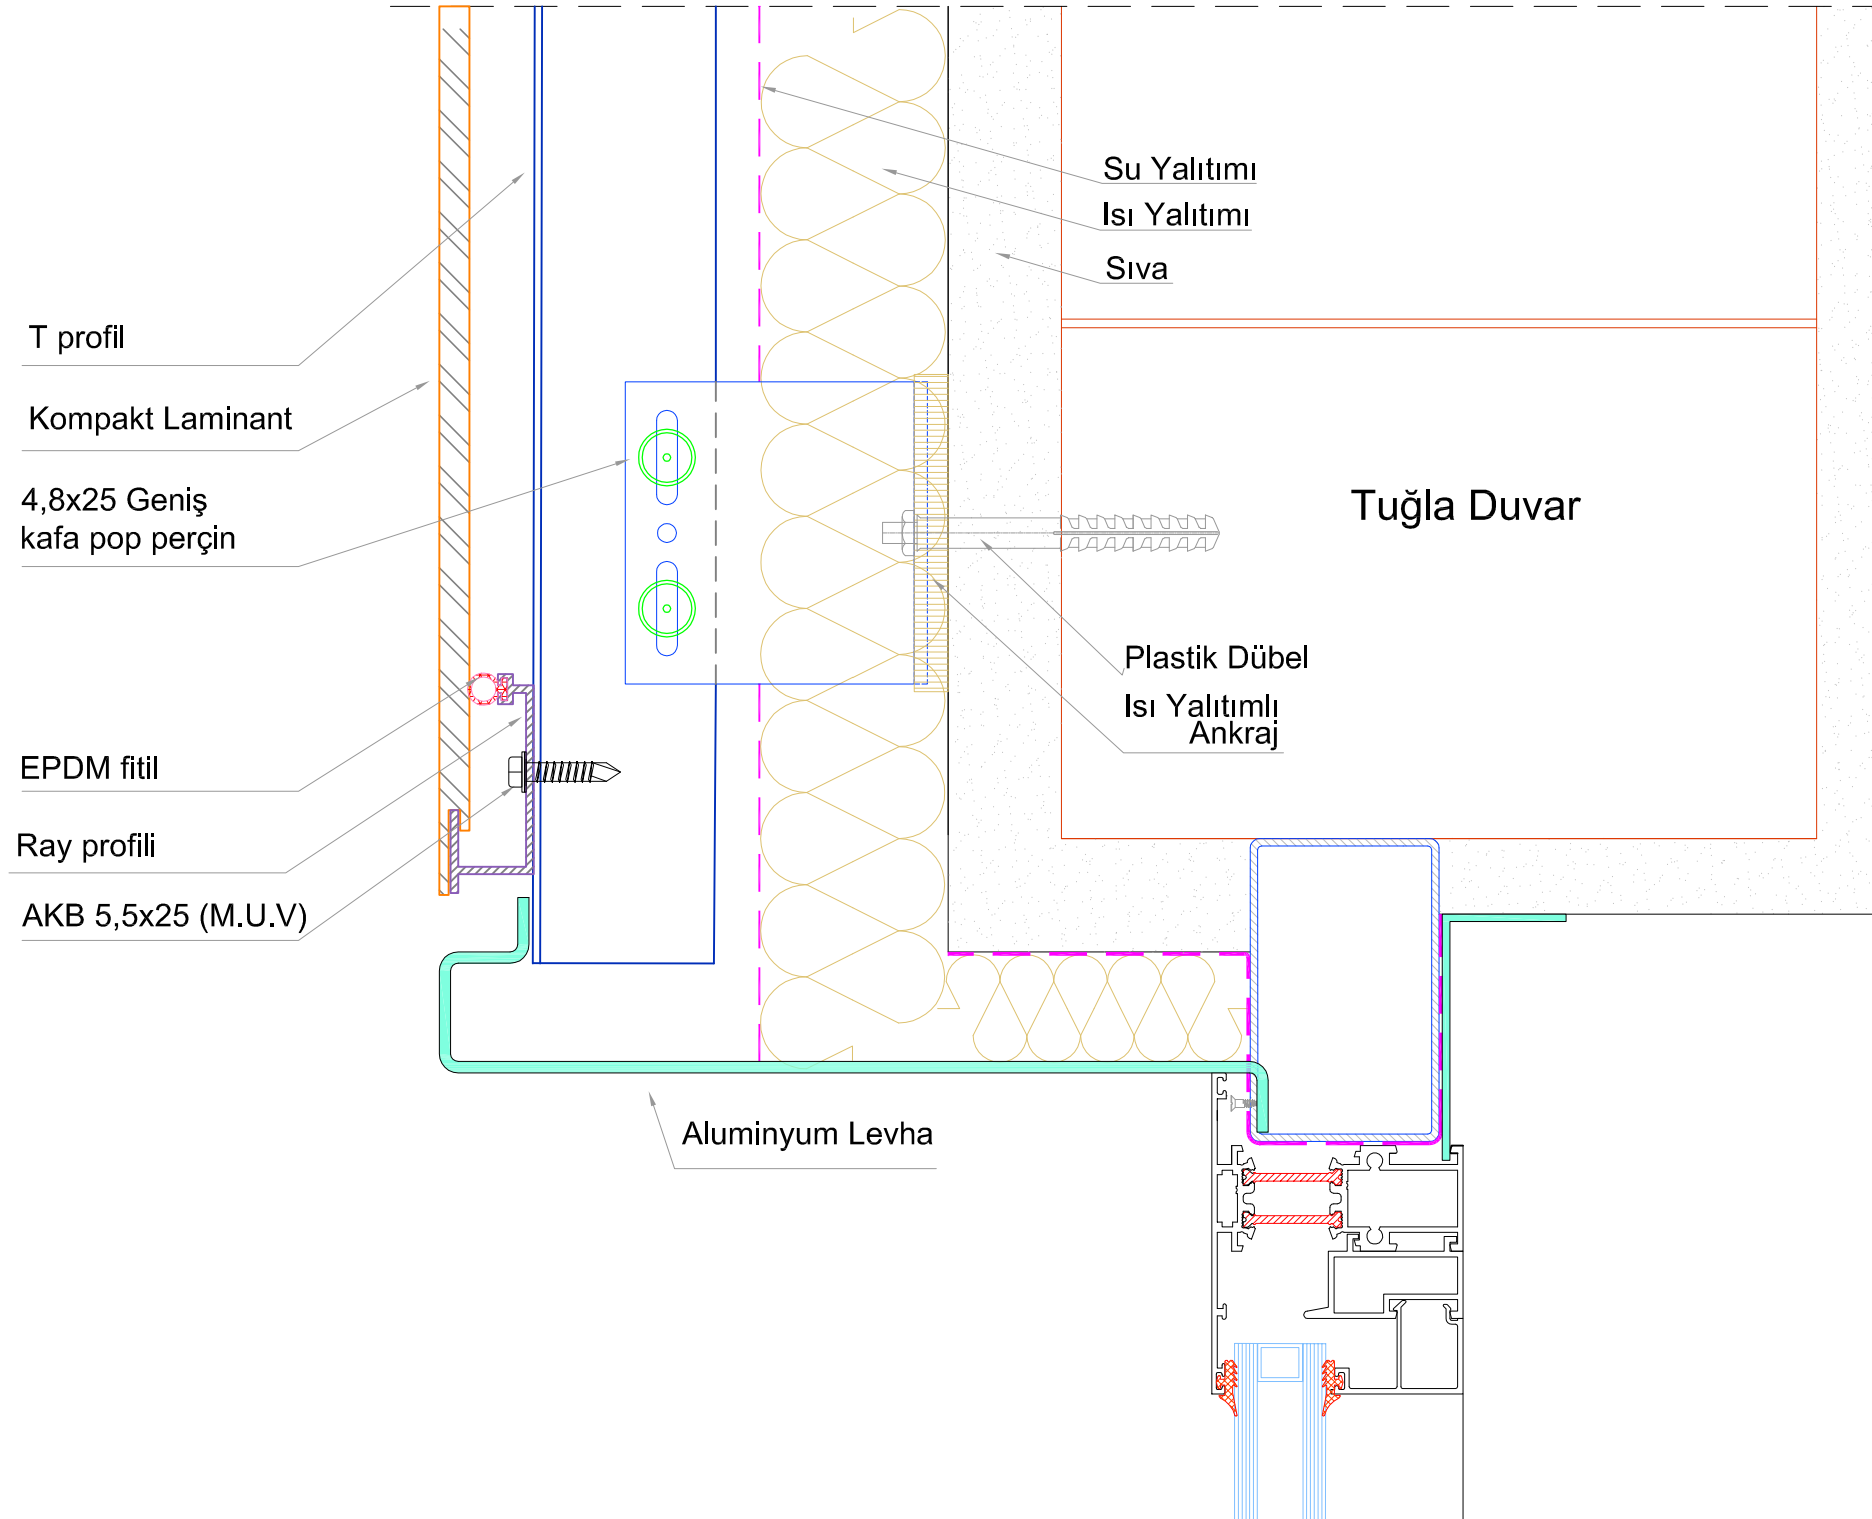 Su Yalıtımı
Isı Yalıtımı
Sıva
T profil
Kompakt Laminant
4,8x25 Geniş
kafa pop perçin
Tuğla Duvar
Plastik Dübel
Isı Yalıtımlı
Ankraj
EPDM fitil
Ray profili
AKB 5,5x25 (M.U.V)
Aluminyum Levha